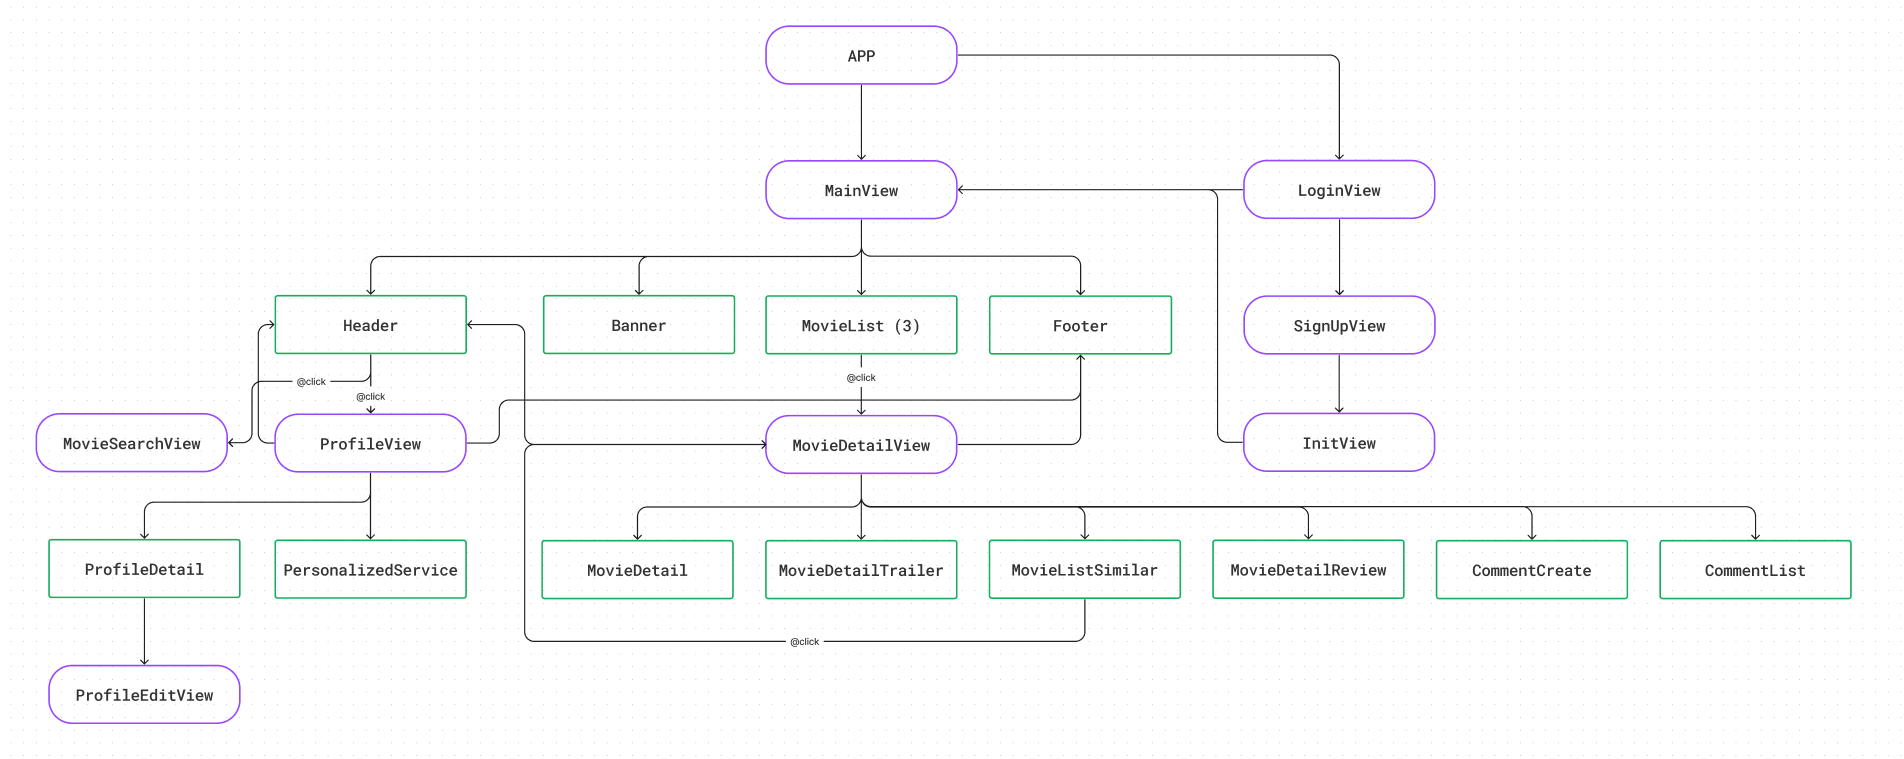 APP
MainView
LoginView
Header
Banner
MovieList (3)
Footer
SignUpView
@click
@click
@click
MovieSearchView
ProfileView
MovieDetailView
InitView
ProfileDetail
PersonalizedService
MovieDetail
MovieDetailTrailer
MovieListSimilar
MovieDetailReview
CommentCreate
CommentList
@click
ProfileEditView